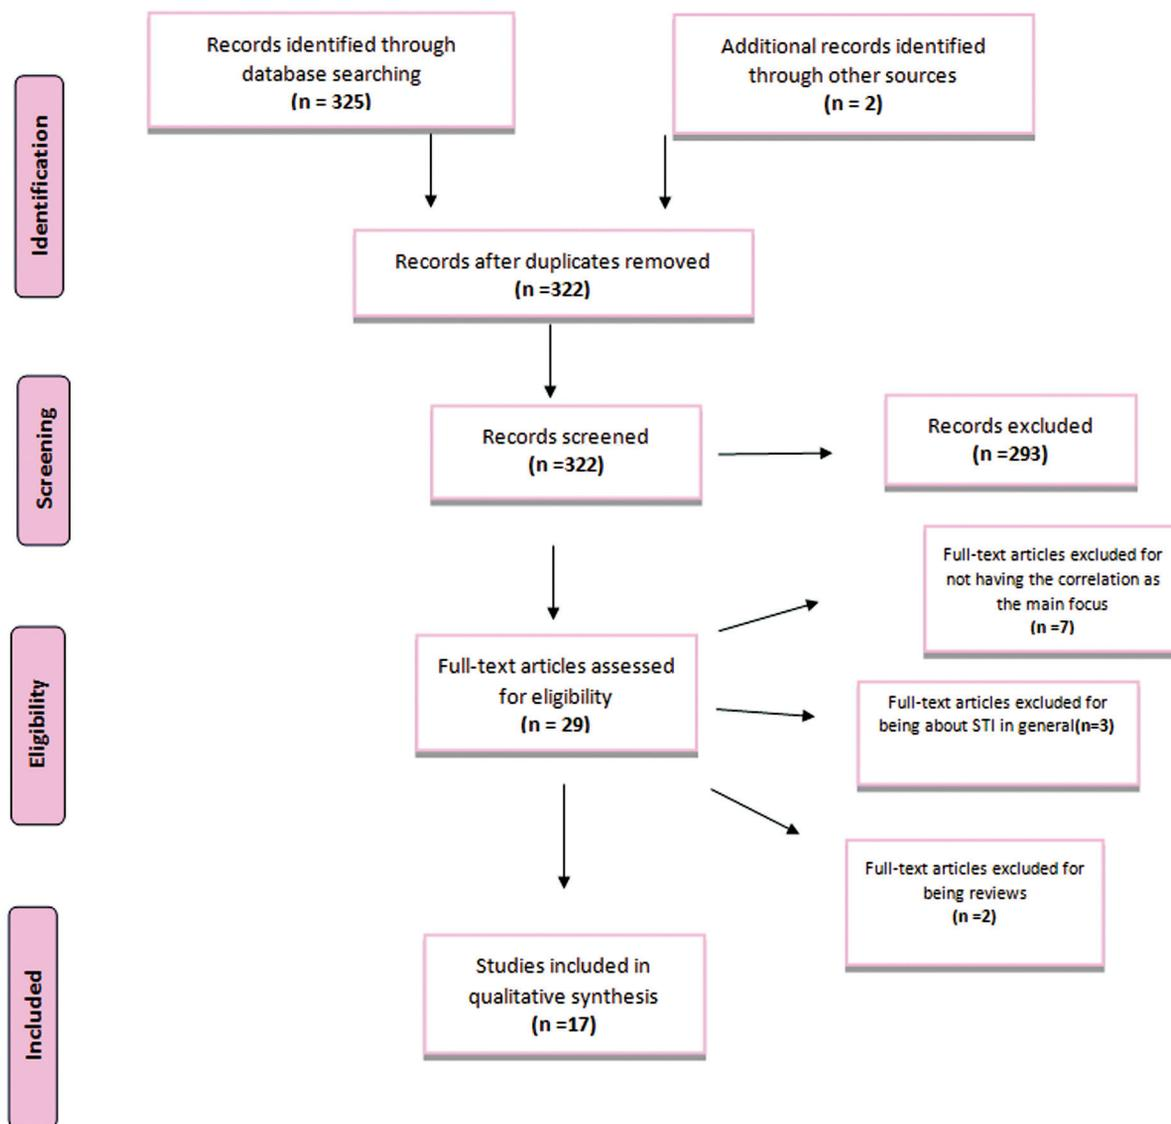 Identification
Records identified through
database searching
(n = 325)
Additional records identified
through other sources
(n = 2)
Records after duplicates removed
(n =322)
Screening
Records screened
(n =322)
Records excluded
(n =293)
Eligibility
Full-text articles assessed
for eligibility
(n = 29)
Full-text articles excluded for
not having the correlation as
the main focus
(n =7)
Full-text articles excluded for
being about STI in general(n=3)
Full-text articles excluded for
being reviews
(n =2)
Included
Studies included in
qualitative synthesis
(n =17)